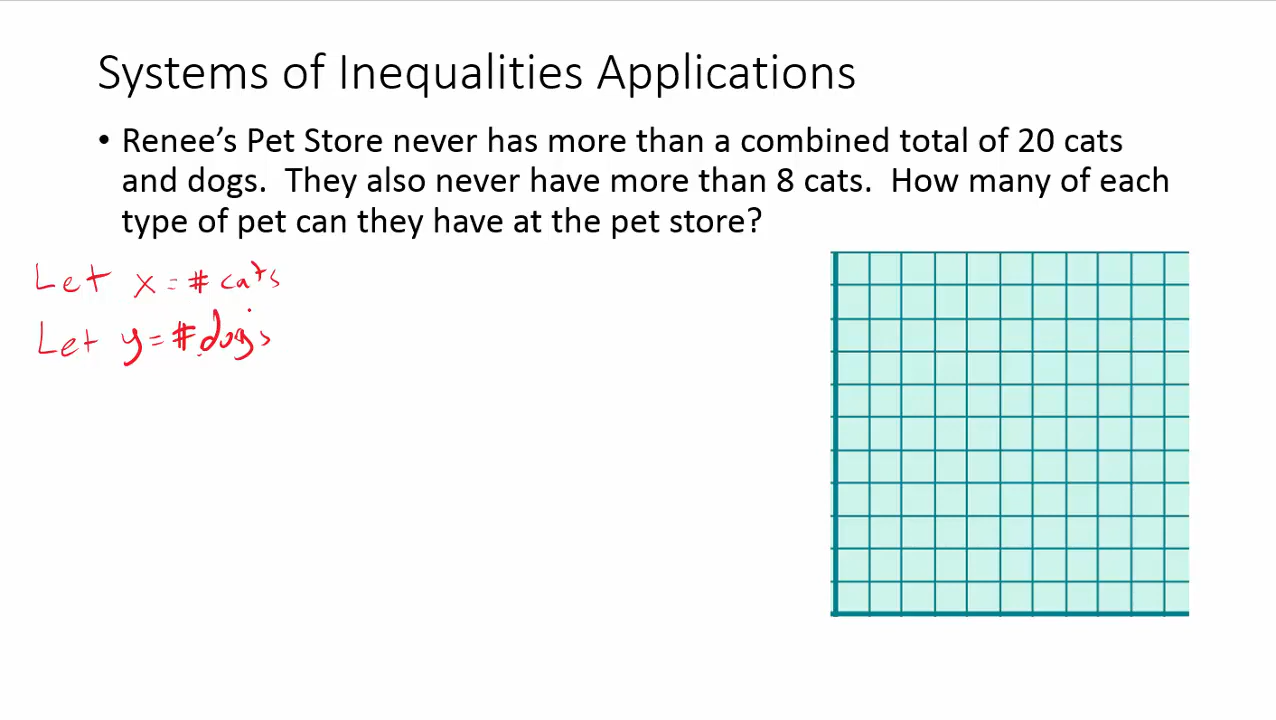 Systems of Inequalities Applications
• Renee’s Pet Store never has more than a combined total of 20 cats
and dogs.  They also never have more than 8 cats.  How many of each
type of pet can they have at the pet store?
Let x = # cats
Let y = # dogs